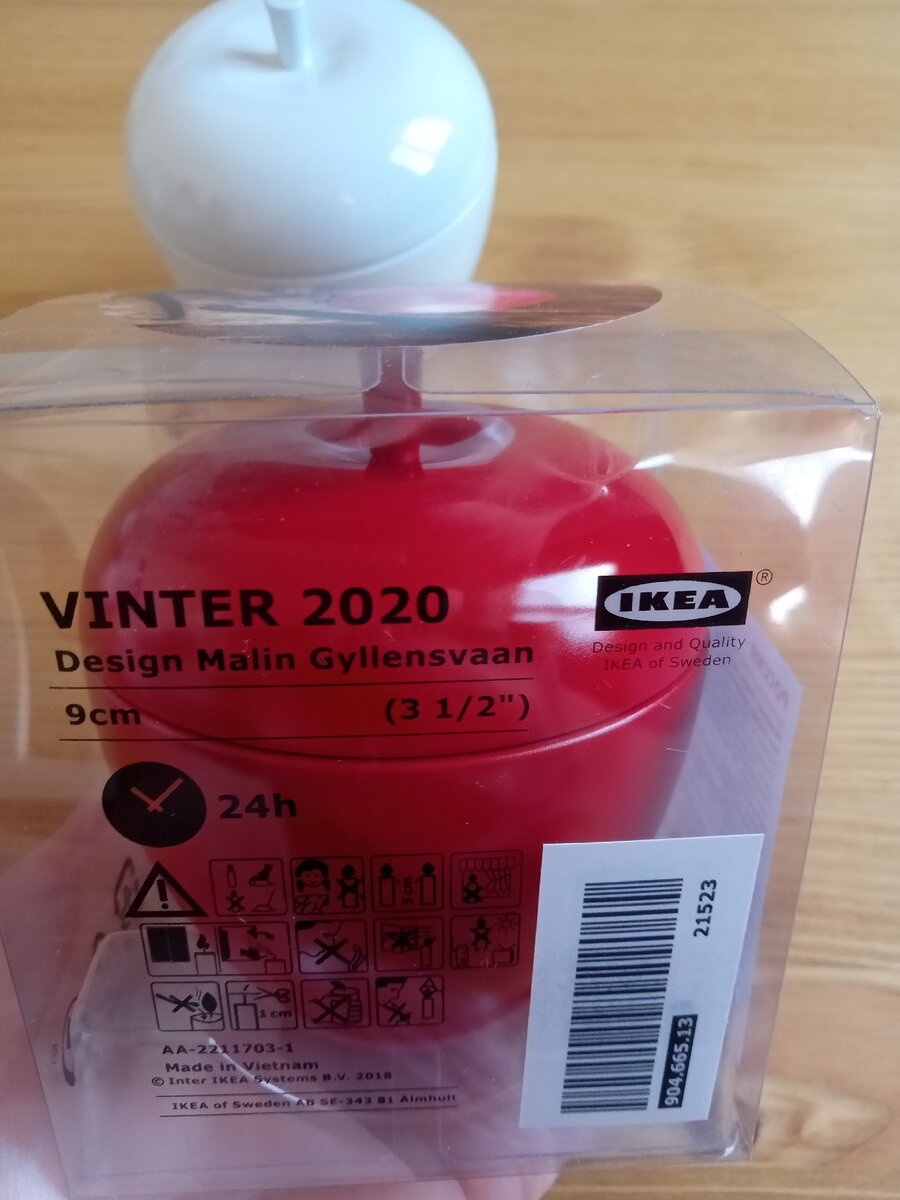 VINTER 2020
Design Malin Gyllensvaan
9cm (3 1/2")
IKEA ®
Design and Quality
IKEA of Sweden
24h
5 cm
1 cm
AA-2211703-1
Made in Vietnam
© Inter IKEA Systems B.V. 2018
IKEA of Sweden AB SE-343 81 Älmhult
21523
904.665.13